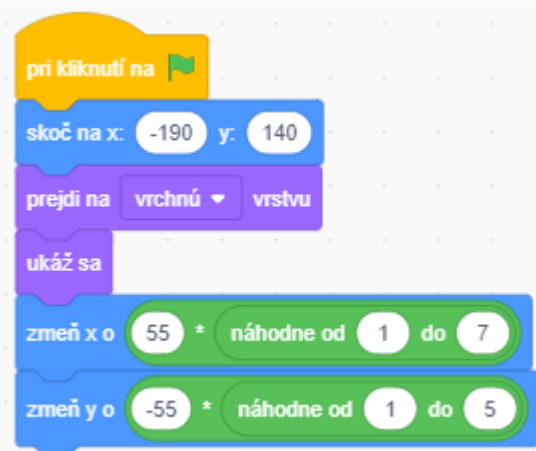 pri kliknutí na
skoč na x: -190 y: 140
prejdi na vrchnú vrstvu
ukáž sa
zmeň x o 55 * náhodne od 1 do 7
zmeň y o -55 * náhodne od 1 do 5